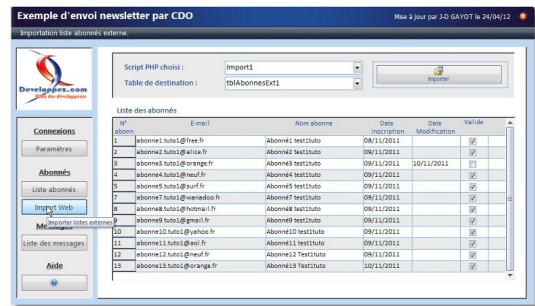 Exemple d'envoi newsletter par CDO
Mise à jour par J-D GAYOT le 24/04/12
Importation liste abonnés externe.
Developpez.com
Club des développeurs
Script PHP choisi :
Import1
Table de destination :
tblAbonnesExt1
Importer
Connexions
Paramètres
Abonnés
Liste abonnés
Import Web
Importer listes externes
Messages
Liste des messages
Aide
Liste des abonnés
N° abonn E-mail Nom abonne Date Inscription Date Modification Valide
1 abonne1.tuto1@free.fr Abonné1 test1tuto 08/11/2011
2 abonne2.tuto1@alice.fr Abonné2 test1tuto 09/11/2011
3 abonne3.tuto1@orange.fr Abonné3 test1tuto 09/11/2011 10/11/2011
4 abonne4.tuto1@neuf.fr Abonné4 test1tuto 09/11/2011
5 abonne5.tuto1@surf.fr Abonné5 test1tuto 09/11/2011
7 abonne7.tuto1@wanadoo.fr Abonné7 test1tuto 09/11/2011
8 abonne8.tuto1@hotmail.fr Abonné8 test1tuto 09/11/2011
9 abonne9.tuto1@gmail.fr Abonné9 test1tuto 09/11/2011
10 abonne10.tuto1@yahoo.fr Abonné10 test1tuto 09/11/2011
11 abonne11.tuto1@aol.fr Abonné11 test1tuto 09/11/2011
12 abonne12.tuto1@neuf.fr Abonné12 Test1tuto 09/11/2011
13 abonne13.tuto1@orange.fr Abonné13 Test1tuto 10/11/2011